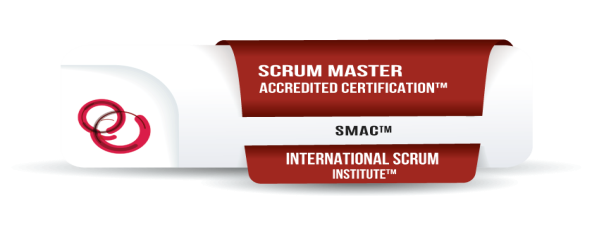 SCRUM MASTER
ACCREDITED CERTIFICATION™
SMAC™
INTERNATIONAL SCRUM
INSTITUTE™